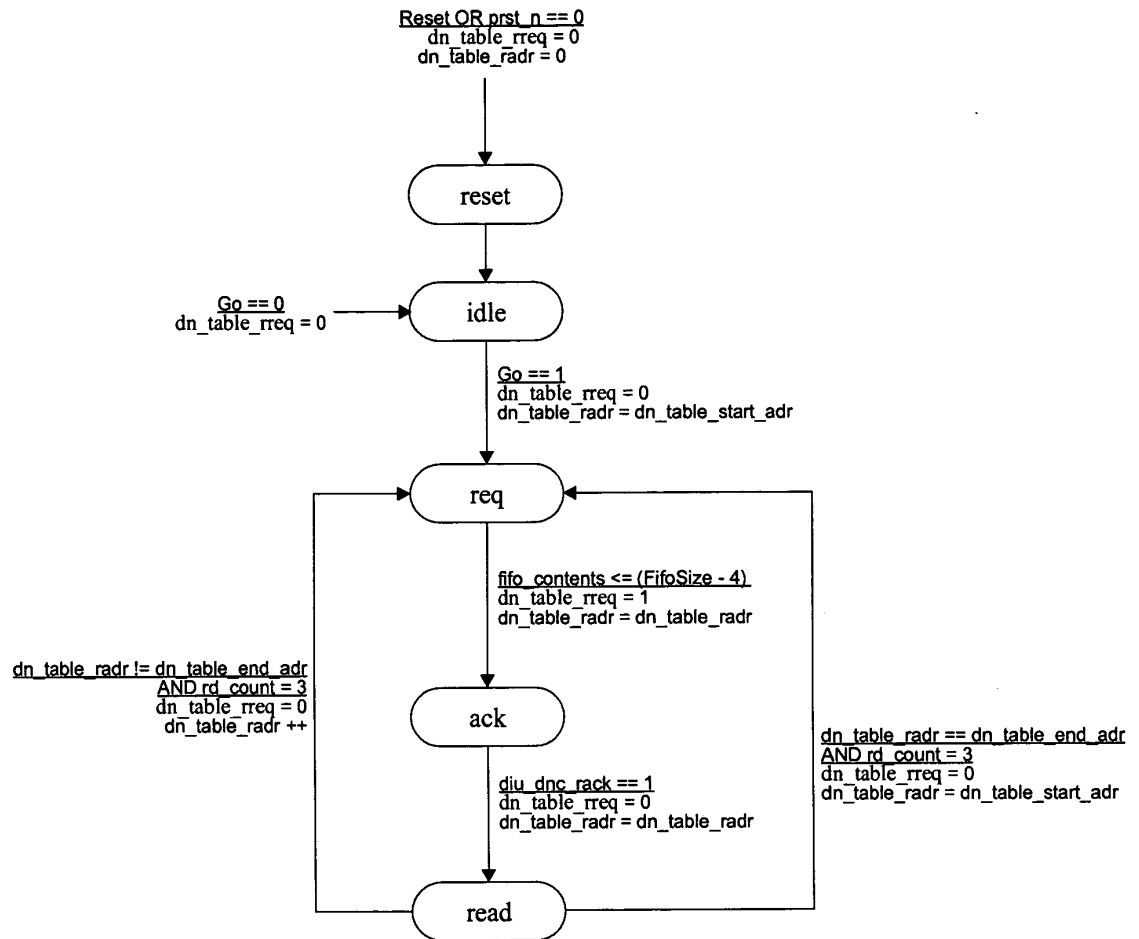 Reset OR prst_n == 0
dn_table_rreq = 0
dn_table_radr = 0
reset
idle
Go == 0
dn_table_rreq = 0
Go == 1
dn_table_rreq = 0
dn_table_radr = dn_table_start_adr
req
fifo_contents <= (FifoSize - 4)
dn_table_rreq = 1
dn_table_radr = dn_table_radr
dn_table_radr != dn_table_end_adr
AND rd_count = 3
dn_table_rreq = 0
dn_table_radr ++
ack
dn_table_radr == dn_table_end_adr
AND rd_count = 3
dn_table_rreq = 0
dn_table_radr = dn_table_start_adr
diu_dnc_rack == 1
dn_table_rreq = 0
dn_table_radr = dn_table_radr
read